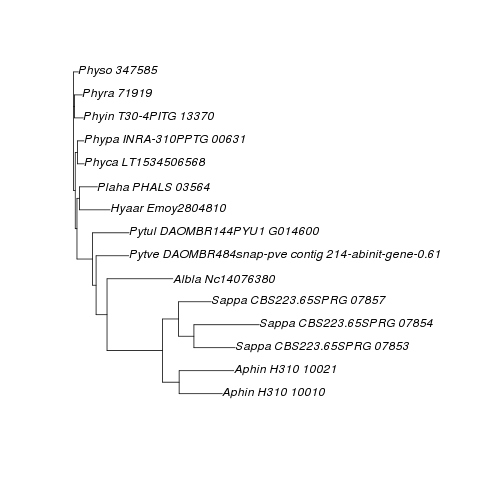 Physo 347585
Phyra 71919
Phyin T30-4PITG 13370
Phypa INRA-310PPTG 00631
Phyca LT1534506568
Plaha PHALS 03564
Hyaar Emoy2804810
Pytul DAOMBR144PYU1 G014600
Pytve DAOMBR484snap-pve contig 214-abinit-gene-0.61
Albla Nc14076380
Sappa CBS223.65SPRG 07857
Sappa CBS223.65SPRG 07854
Sappa CBS223.65SPRG 07853
Aphin H310 10021
Aphin H310 10010